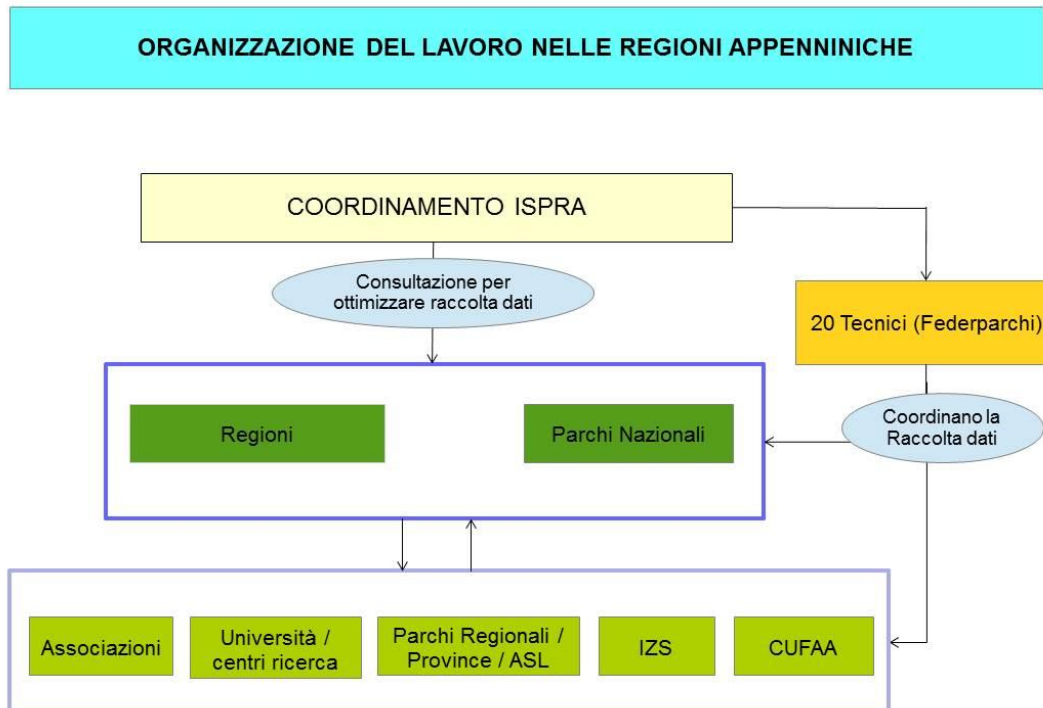 ORGANIZZAZIONE DEL LAVORO NELLE REGIONI APPENNINICHE
COORDINAMENTO ISPRA
Consultazione per
ottimizzare raccolta dati
20 Tecnici (Federparchi)
Regioni
Parchi Nazionali
Coordinano la
Raccolta dati
Associazioni
Università /
centri ricerca
Parchi Regionali /
Province / ASL
IZS
CUFAA